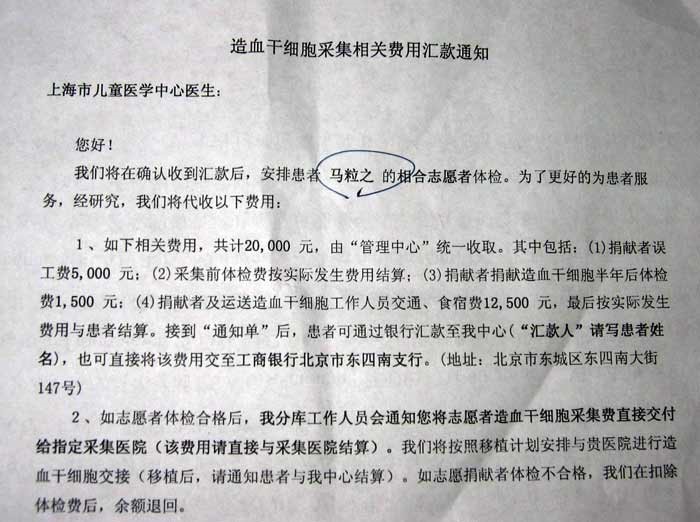 造血干细胞采集相关费用汇款通知
上海市儿童医学中心医生：
您好！
我们将在确认收到汇款后，安排患者 马粒之 的相合志愿者体检。为了更好的为患者服
务，经研究，我们将代收以下费用：
1、如下相关费用，共计20,000 元，由“管理中心”统一收取。其中包括：(1)捐献者误
工费5,000 元；(2)采集前体检费按实际发生费用结算；(3)捐献者捐献造血干细胞半年后体检
费1,500 元；(4)捐献者及运送造血干细胞工作人员交通、食宿费12,500 元，最后按实际发生
费用与患者结算。接到“通知单”后，患者可通过银行汇款至我中心(“汇款人”请写患者姓
名)，也可直接将该费用交至工商银行北京市东四南支行。(地址：北京市东城区东四南大街
147号)
2、如志愿者体检合格后，我分库工作人员会通知您将志愿者造血干细胞采集费直接交付
给指定采集医院（该费用请直接与采集医院结算）。我们将按照移植计划安排与贵医院进行造
血干细胞交接（移植后，请通知患者与我中心结算）。如志愿捐献者体检不合格，我们在扣除
体检费后，余额退回。